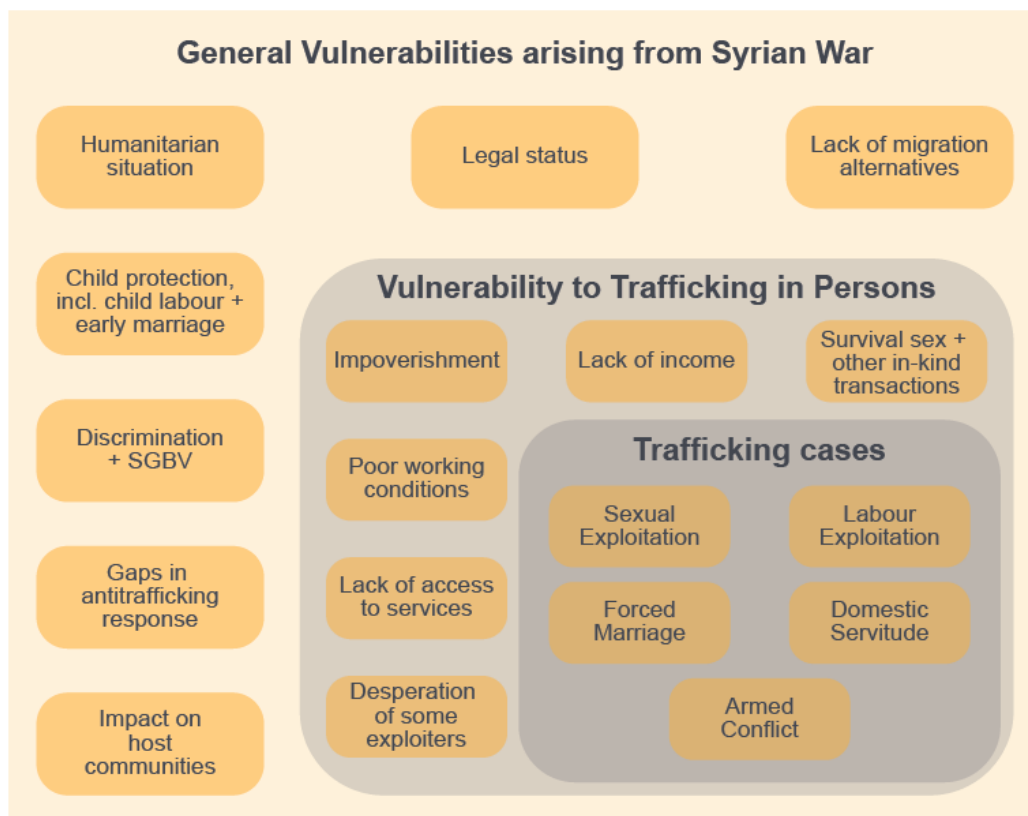 General Vulnerabilities arising from Syrian War
Humanitarian
situation
Legal status
Lack of migration
alternatives
Child protection,
incl. child labour +
early marriage
Discrimination
+ SGBV
Gaps in
antitrafficking
response
Impact on
host
communities
Vulnerability to Trafficking in Persons
Impoverishment
Lack of income
Survival sex +
other in-kind
transactions
Poor working
conditions
Lack of access
to services
Desperation
of some
exploiters
Trafficking cases
Sexual
Exploitation
Labour
Exploitation
Forced
Marriage
Domestic
Servitude
Armed
Conflict